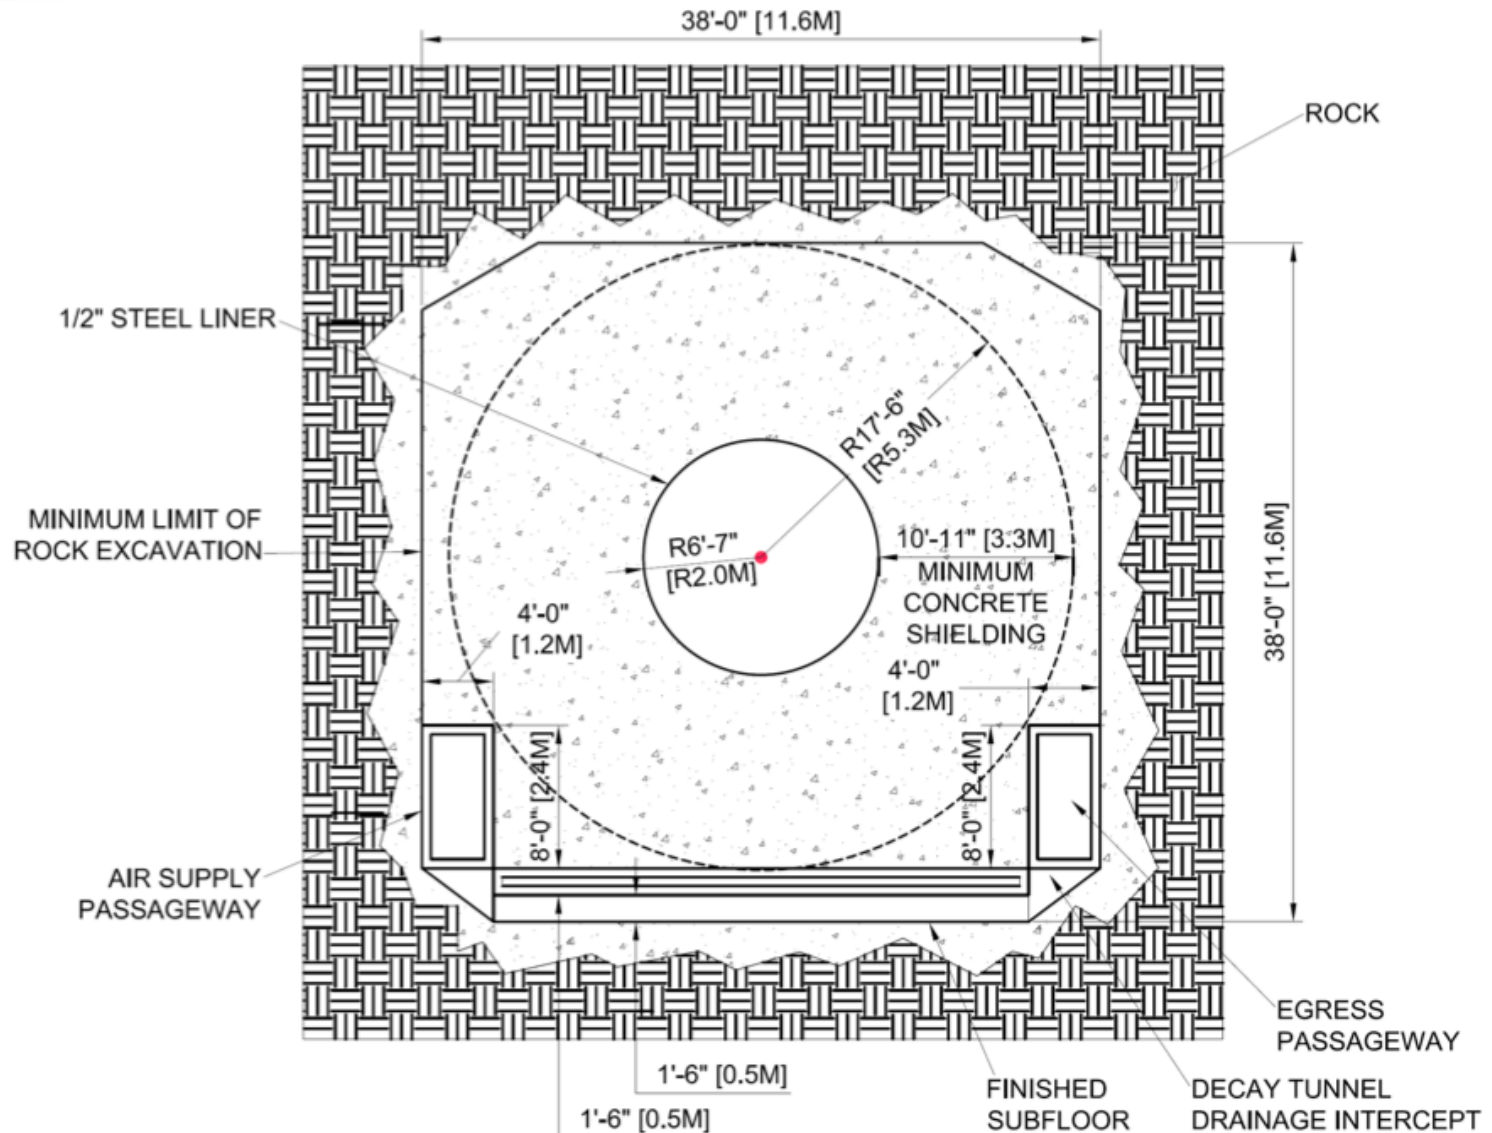 38'-0" [11.6M]
ROCK
1/2" STEEL LINER
R17'-6"
[R5.3M]
MINIMUM LIMIT OF
ROCK EXCAVATION
R6'-7"
[R2.0M]
10'-11" [3.3M]
MINIMUM
CONCRETE
SHIELDING
38'-0" [11.6M]
4'-0"
[1.2M]
4'-0"
[1.2M]
8'-0" [2.4M]
8'-0" [2.4M]
AIR SUPPLY
PASSAGEWAY
EGRESS
PASSAGEWAY
1'-6" [0.5M]
1'-6" [0.5M]
FINISHED
SUBFLOOR
DECAY TUNNEL
DRAINAGE INTERCEPT